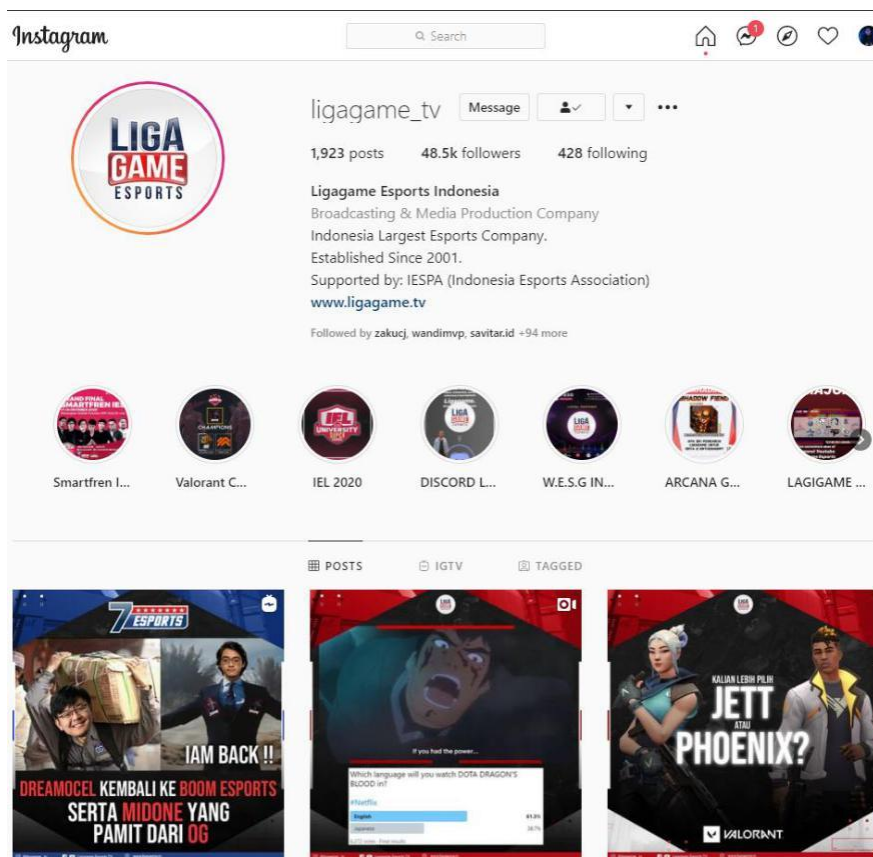 Instagram
Search
1
ligagame_tv Message
1,923 posts 48.5k followers 428 following
Ligagame Esports Indonesia
Broadcasting & Media Production Company
Indonesia Largest Esports Company.
Established Since 2001.
Supported by: IESPA (Indonesia Esports Association)
www.ligagame.tv
Followed by zakucj, wandimvp, savitar.id +94 more
LIGA
GAME
ESPORTS
Smartfren I...
Valorant C...
IEL 2020
DISCORD L...
W.E.S.G IN...
ARCANA G...
LAGIGAME ...
POSTS IGTV TAGGED
7 ESPORTS
IAM BACK !!
DREAMOCEL KEMBALI KE BOOM ESPORTS
SERTA MIDONE YANG
PAMIT DARI OG
If you had the power...
Which language will you watch DOTA DRAGON'S
BLOOD in?
#Netflix
English
Japanese
KALIAN LEBIH PILIH
JETT
ATAU
PHOENIX?
VALORANT